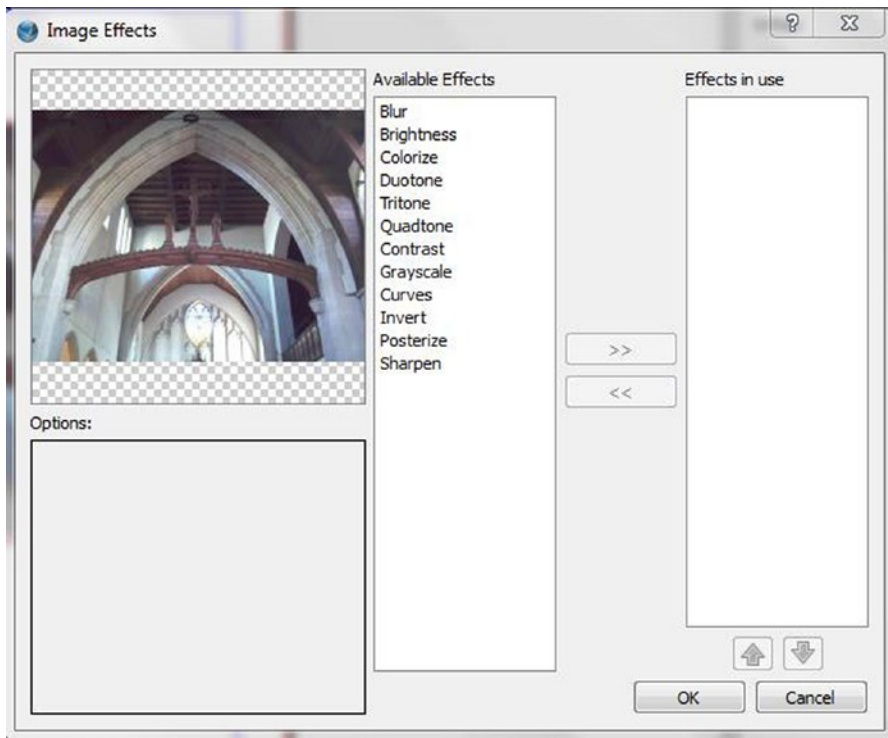 Image Effects
Available Effects
Effects in use
Blur
Brightness
Colorize
Duotone
Tritone
Quadtone
Contrast
Grayscale
Curves
Invert
Posterize
Sharpen
>>
<<
Options:
OK
Cancel